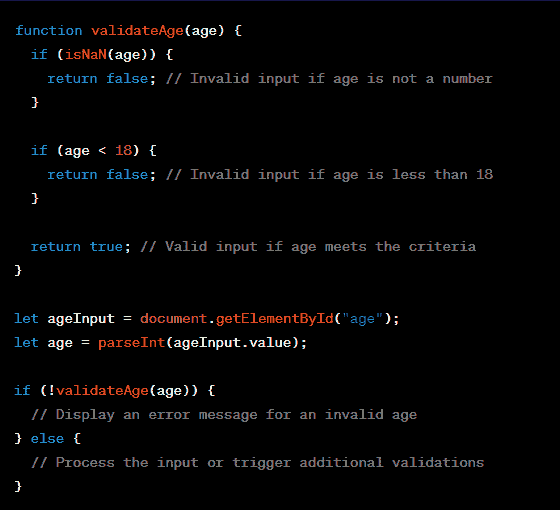 function validateAge(age) {
if (isNaN(age)) {
return false; // Invalid input if age is not a number
}
if (age < 18) {
return false; // Invalid input if age is less than 18
}
return true; // Valid input if age meets the criteria
}
let ageInput = document.getElementById("age");
let age = parseInt(ageInput.value);
if (!validateAge(age)) {
// Display an error message for an invalid age
} else {
// Process the input or trigger additional validations
}